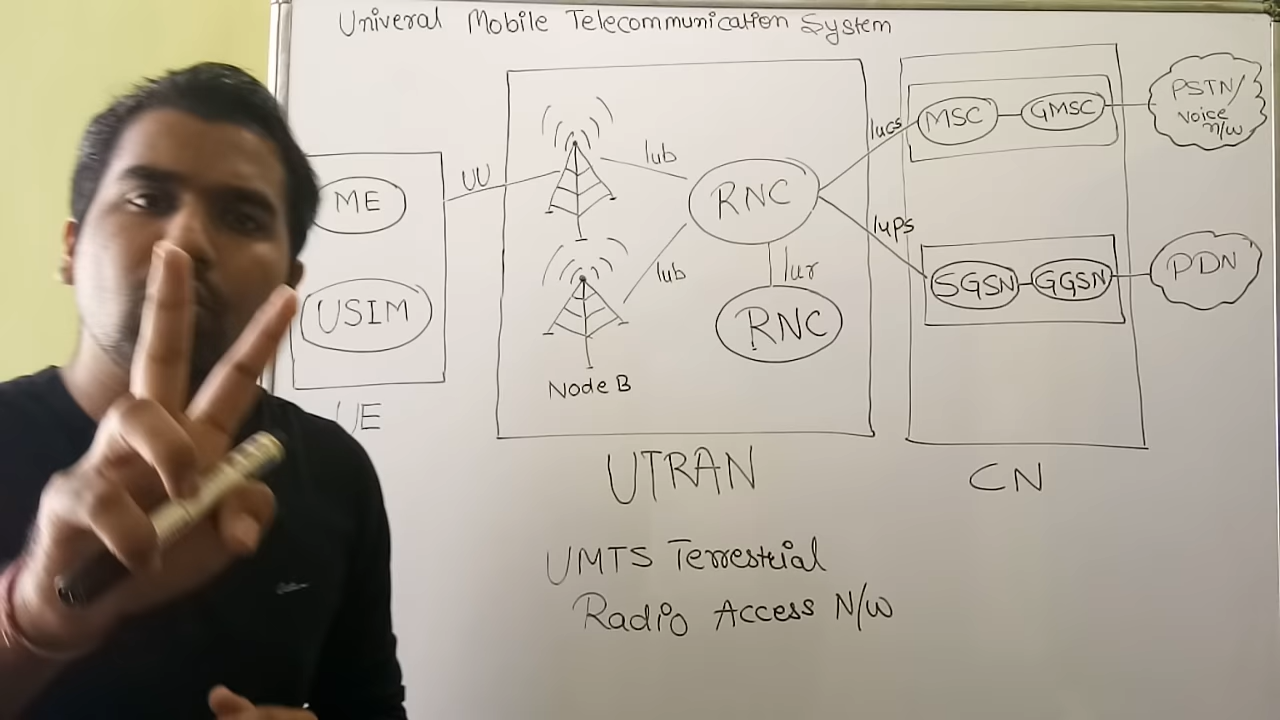 Univeral Mobile Telecommunication System
ME
USIM
UE
UU
Iub
Iub
Node B
RNC
Iur
RNC
UTRAN
UMTS Terrestrial
Radio Access N/W
Iucs
Iups
MSC
GMSC
SGSN
GGSN
CN
PSTN/
Voice
N/W
PDN